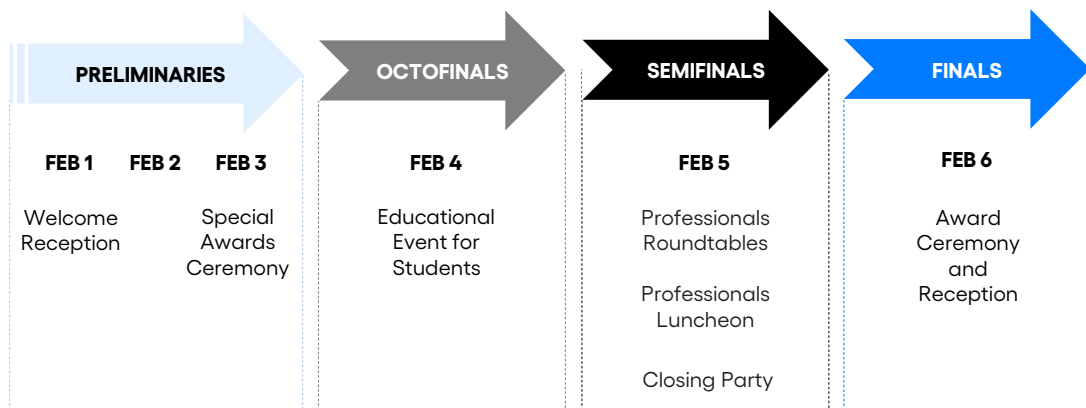 PRELIMINARIES
OCTOFINALS
SEMIFINALS
FINALS
FEB 1
FEB 2
FEB 3
FEB 4
FEB 5
FEB 6
Welcome
Reception
Special
Awards
Ceremony
Educational
Event for
Students
Professionals
Roundtables
Professionals
Luncheon
Closing Party
Award
Ceremony
and
Reception